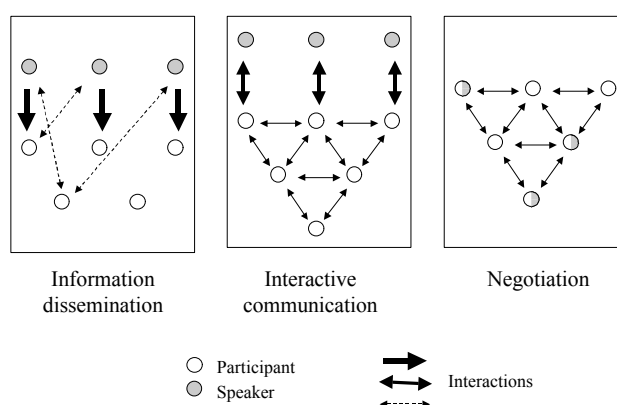 Information
dissemination
Interactive
communication
Negotiation
Participant
Speaker
Interactions